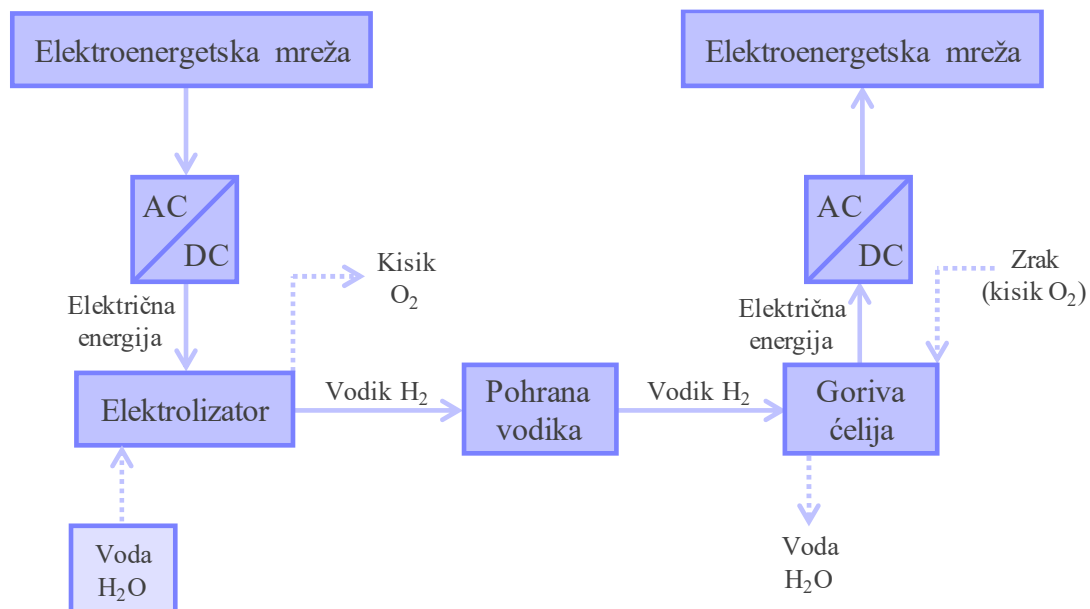 Elektroenergetska mreža
Elektroenergetska mreža
AC
DC
AC
DC
Kisik
O2
Zrak
(kisik O2)
Električna
energija
Električna
energija
Elektrolizator
Vodik H2
Pohrana
vodika
Vodik H2
Goriva
ćelija
Voda
H2O
Voda
H2O